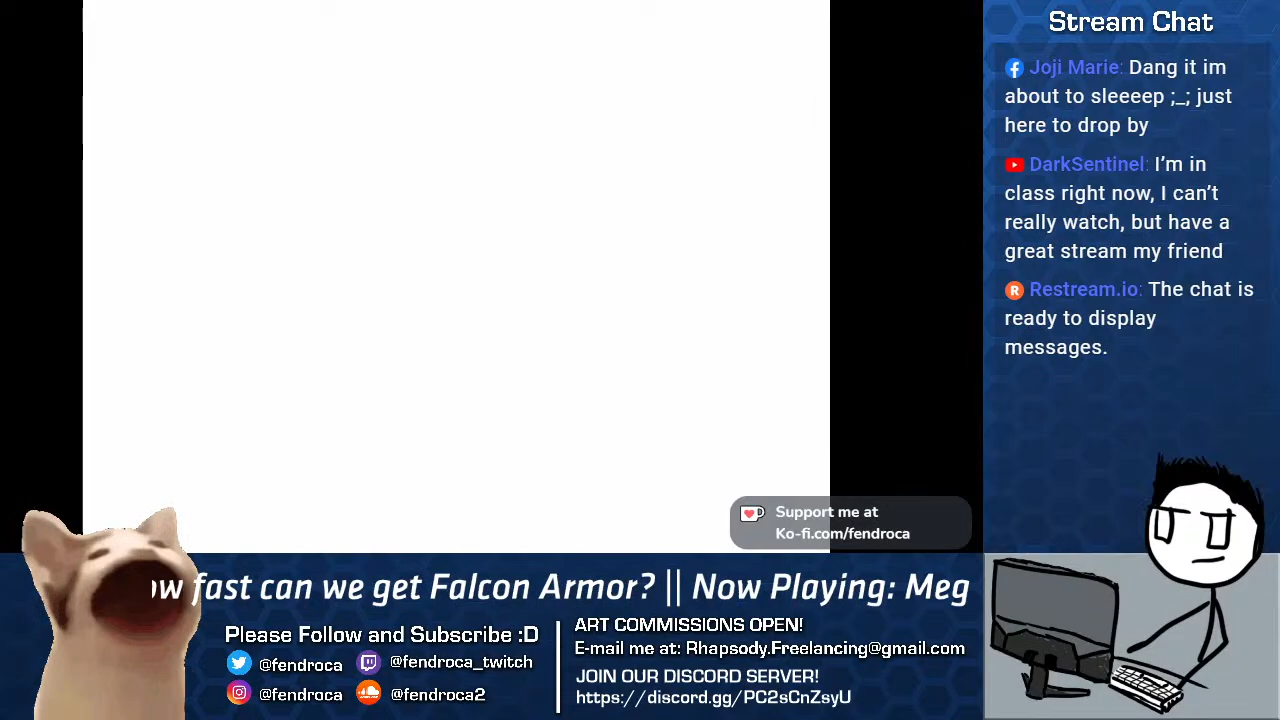 Stream Chat
Joji Marie: Dang it im
about to sleeeep ;_; just
here to drop by
DarkSentinel: I'm in
class right now, I can't
really watch, but have a
great stream my friend
R Restream.io: The chat is
ready to display
messages.
Support me at
Ko-fi.com/fendroca
ow fast can we get Falcon Armor? || Now Playing: Meg
Please Follow and Subscribe :D
@fendroca @fendroca_twitch
@fendroca @fendroca2
ART COMMISSIONS OPEN!
E-mail me at: Rhapsody.Freelancing@gmail.com
JOIN OUR DISCORD SERVER!
https://discord.gg/PC2sCnZsyU